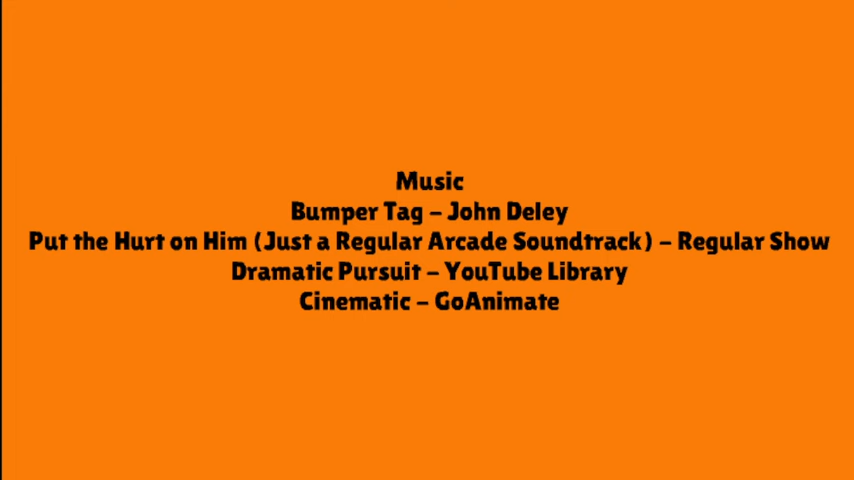 Music
Bumper Tag - John Deley
Put the Hurt on Him (Just a Regular Arcade Soundtrack) - Regular Show
Dramatic Pursuit - YouTube Library
Cinematic - GoAnimate